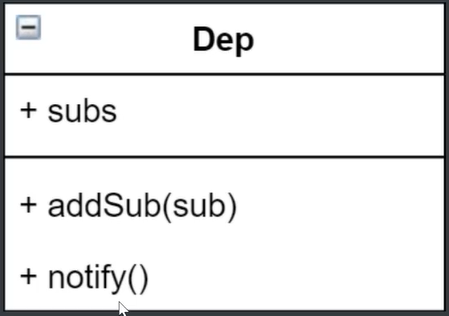 Dep
+ subs
+ addSub(sub)
+ notify()